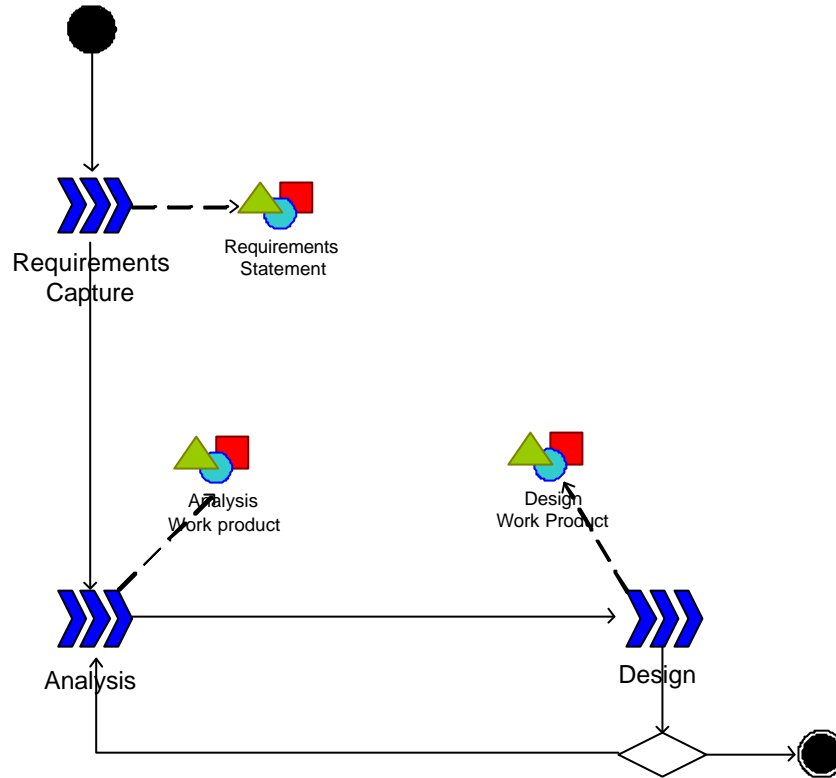 Requirements
Statement
Requirements
Capture
Analysis
Work product
Design
Work Product
Analysis
Design